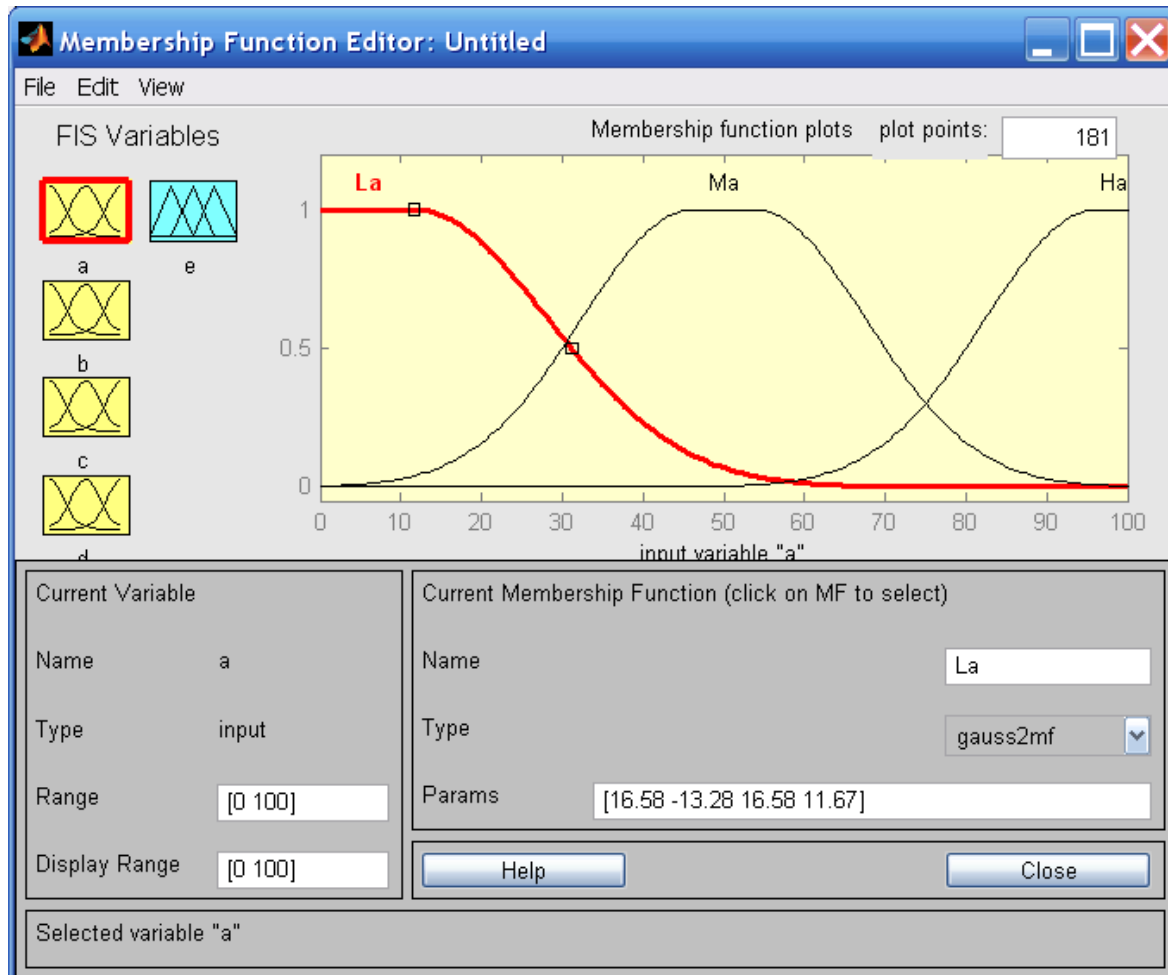 Membership Function Editor: Untitled
File Edit View
FIS Variables
Membership function plots plot points: 181
La Ma Ha
1
0.5
0
0 10 20 30 40 50 60 70 80 90 100
input variable "a"
a e
b
c
d
Current Variable
Name a
Type input
Range [0 100]
Display Range [0 100]
Current Membership Function (click on MF to select)
Name La
Type gauss2mf
Params [16.58 -13.28 16.58 11.67]
Help Close
Selected variable "a"